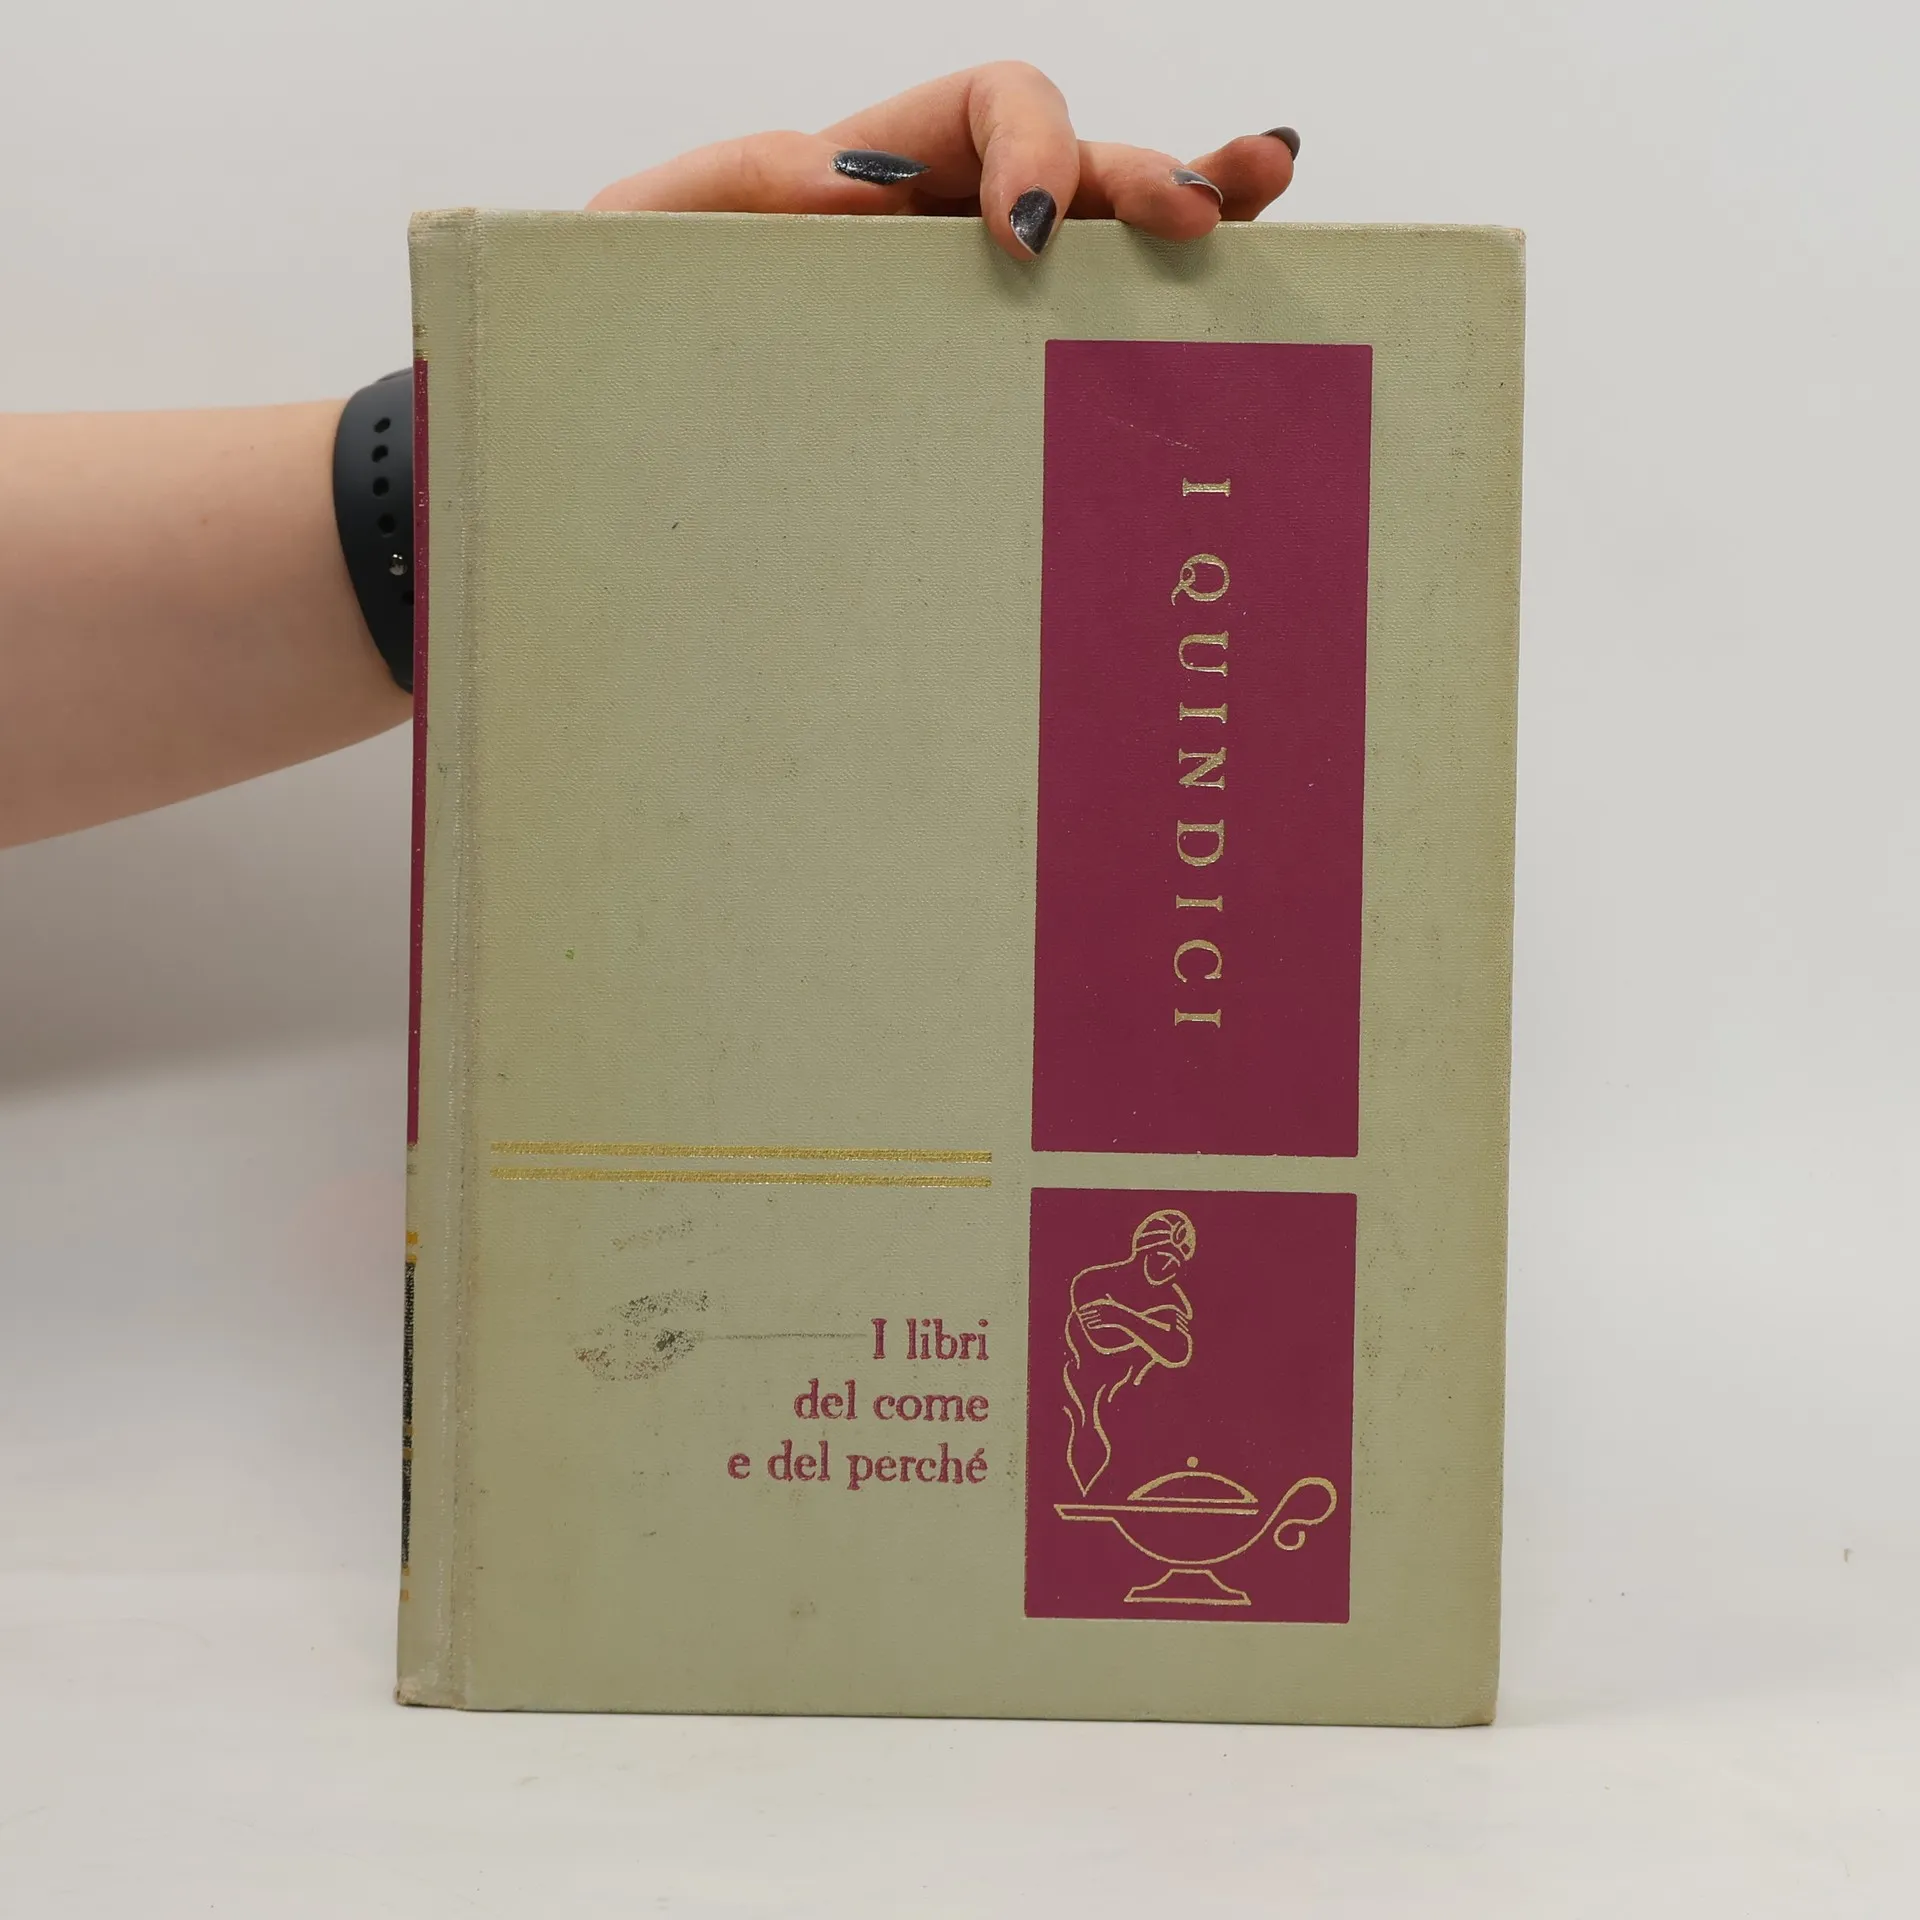 I QUINDICI
I libri
del come
e del perché